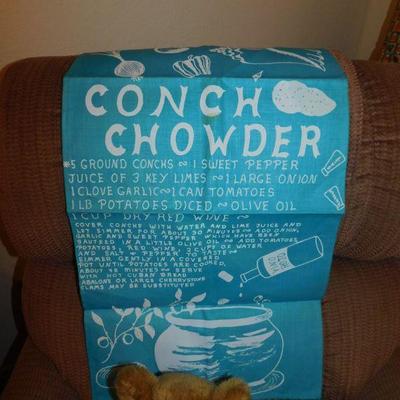 CONCH
CHOWDER
*5 GROUND CONCHS ~ 1 SWEET PEPPER
JUICE OF 3 KEY LIMES ~ 1 LARGE ONION
1 CLOVE GARLIC ~ 1 CAN TOMATOES
1 LB POTATOES DICED ~ OLIVE OIL
1 CUP DRY RED WINE ~
COVER CONCHS WITH WATER AND LIME JUICE AND
LET SIMMER FOR ABOUT 30 MINUTES ~ ADD ONION,
GARLIC AND SWEET PEPPER WHICH HAVE BEEN
SAUTEED IN A LITTLE OLIVE OIL ~ ADD TOMATOES
POTATOES, RED WINE, 2 CUPS OF WATER
AND SALT & PEPPER TO TASTE ~
SIMMER GENTLY IN A COVERED
POT UNTIL POTATOES ARE COOKED,
ABOUT 45 MINUTES ~ SERVE
WITH HOT CUBAN BREAD
*ABALONE OR LARGE CHERRYSTONE
CLAMS MAY BE SUBSTITUTED